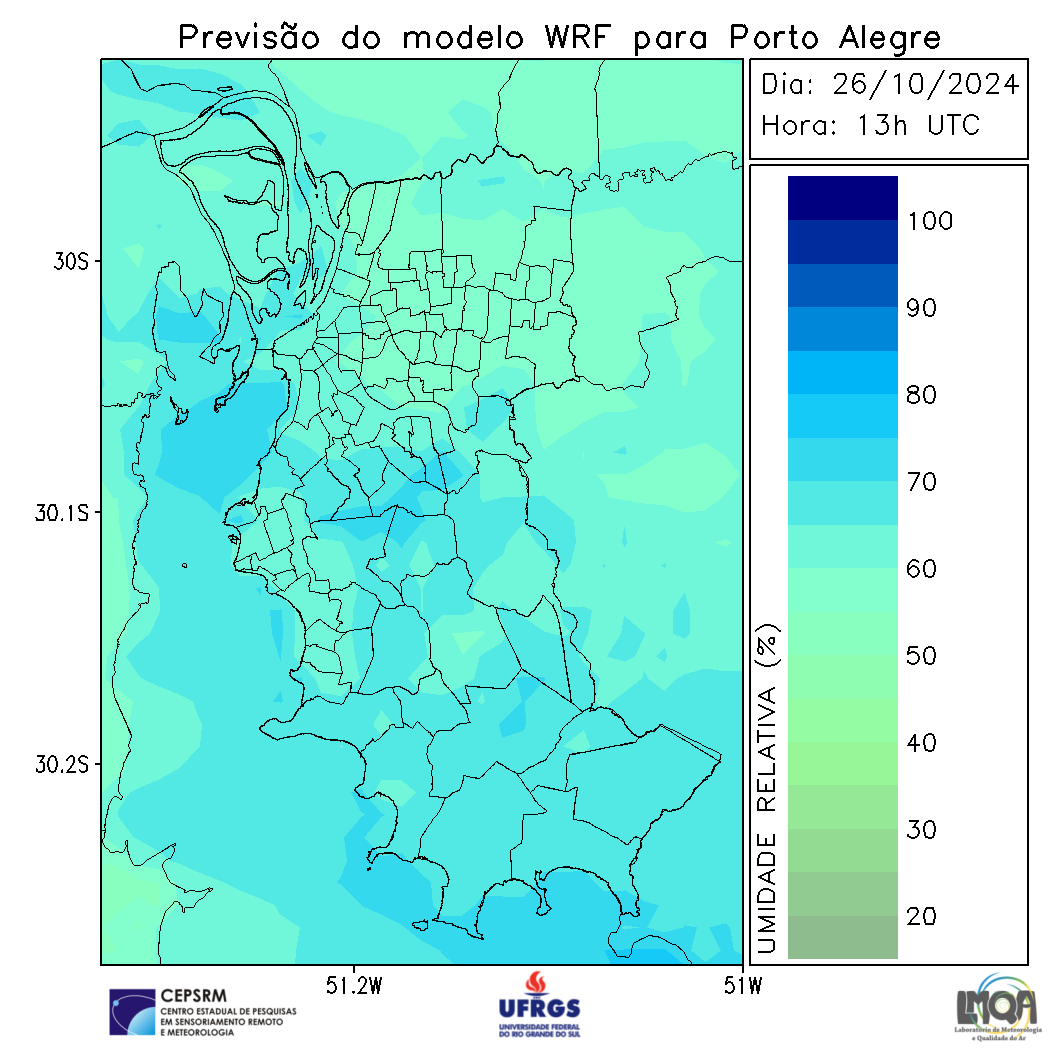 Previsão do modelo WRF para Porto Alegre
Dia: 26/10/2024
Hora: 13h UTC
30S
30.1S
30.2S
51.2W
51W
UMIDADE RELATIVA (%)
100
90
80
70
60
50
40
30
20
CEPSRM
CENTRO ESTADUAL DE PESQUISAS
EM SENSORIAMENTO REMOTO
E METEOROLOGIA
UFRGS
UNIVERSIDADE FEDERAL
DO RIO GRANDE DO SUL
LMQA
Laboratório de Meteorologia
e Qualidade do Ar